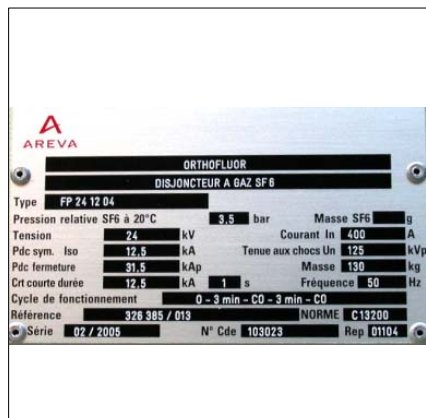 AREVA
ORTHOFLUOR
DISJONCTEUR A GAZ SF6
Type FP 24 12 04
Pression relative SF6 à 20°C 3.5 bar Masse SF6 g
Tension 24 kV Courant In 400 A
Pdc sym. Iso 12,5 kA Tenue aux chocs Un 125 kVp
Pdc fermeture 31,5 kAp Masse 130 kg
Crt courte durée 12,5 kA 1 s Fréquence 50 Hz
Cycle de fonctionnement 0 - 3 min - CO - 3 min - CO
Référence 326 385 / 013 NORME C13200
Série 02 / 2005 N° Cde 103023 Rep 01104